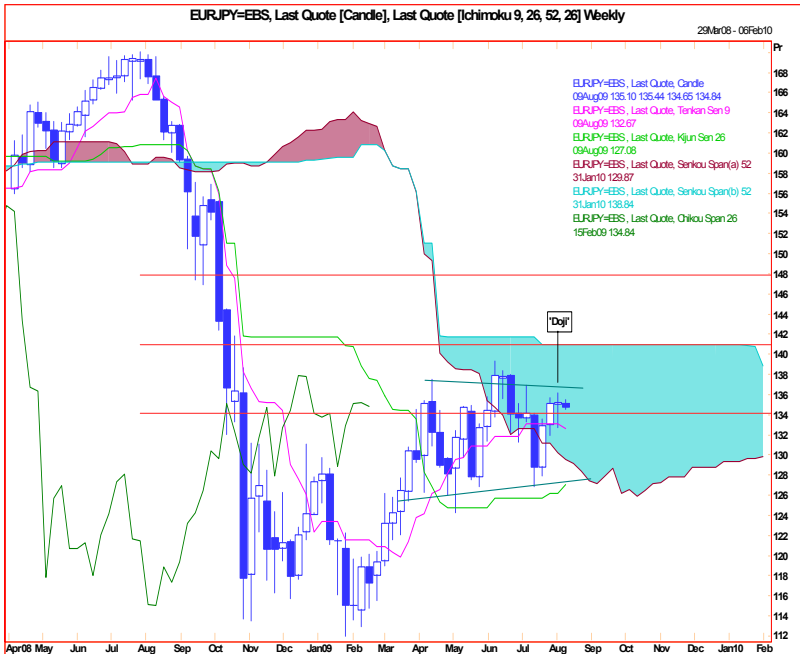 EURJPY=EBS, Last Quote [Candle], Last Quote [Ichimoku 9, 26, 52, 26] Weekly
29Mar08 - 06Feb10
Pr
EURJPY=EBS , Last Quote, Candle
09Aug09 135.10 135.44 134.65 134.84
EURJPY=EBS , Last Quote, Tenkan Sen 9
09Aug09 132.67
EURJPY=EBS , Last Quote, Kijun Sen 26
09Aug09 127.08
EURJPY=EBS , Last Quote, Senkou Span(a) 52
31Jan10 129.87
EURJPY=EBS , Last Quote, Senkou Span(b) 52
31Jan10 138.84
EURJPY=EBS , Last Quote, Chikou Span 26
15Feb09 134.84
168
166
164
162
160
158
156
154
152
150
148
146
144
142
140
138
136
134
132
130
128
126
124
122
120
118
116
114
112
'Doji'
Apr08 May Jun Jul Aug Sep Oct Nov Dec Jan09 Feb Mar Apr May Jun Jul Aug Sep Oct Nov Dec Jan10 Feb